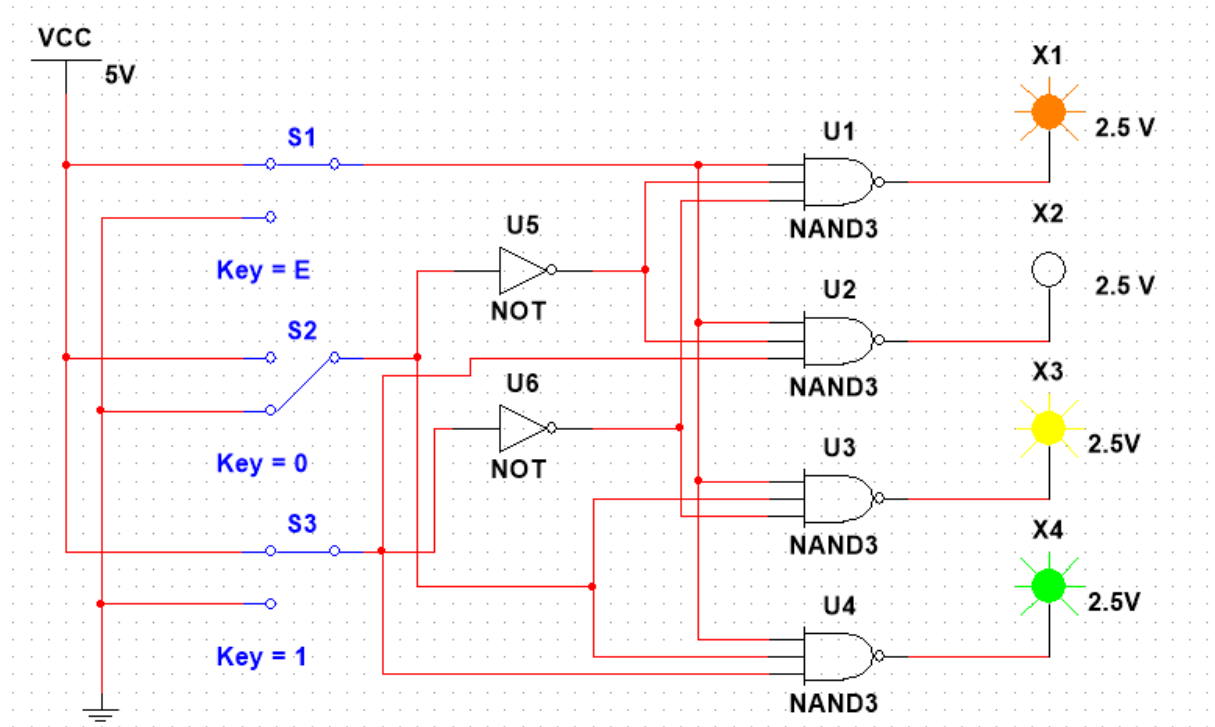 VCC
5V
S1
Key = E
S2
Key = 0
S3
Key = 1
U5
NOT
U6
NOT
U1
NAND3
U2
NAND3
U3
NAND3
U4
NAND3
X1
2.5 V
X2
2.5 V
X3
2.5V
X4
2.5V